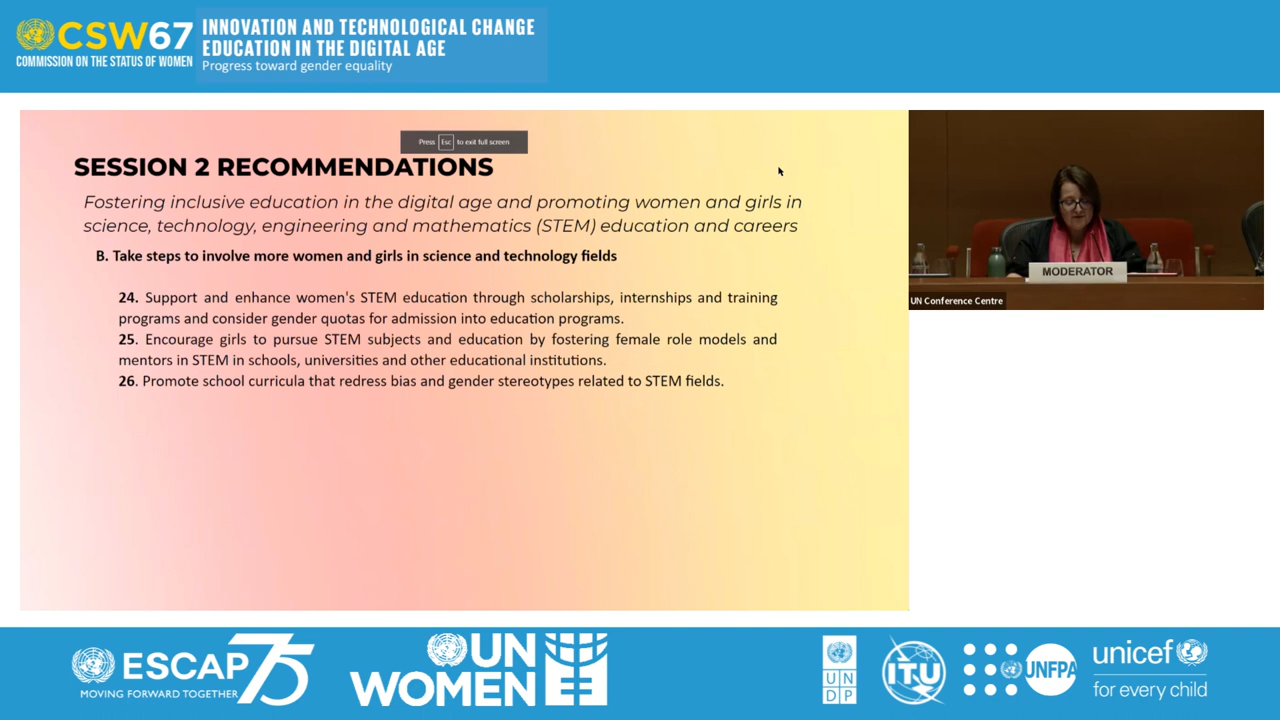 CSW67
COMMISSION ON THE STATUS OF WOMEN
INNOVATION AND TECHNOLOGICAL CHANGE
EDUCATION IN THE DIGITAL AGE
Progress toward gender equality
Press Esc to exit full screen
SESSION 2 RECOMMENDATIONS
Fostering inclusive education in the digital age and promoting women and girls in
science, technology, engineering and mathematics (STEM) education and careers
B. Take steps to involve more women and girls in science and technology fields
24. Support and enhance women's STEM education through scholarships, internships and training
programs and consider gender quotas for admission into education programs.
25. Encourage girls to pursue STEM subjects and education by fostering female role models and
mentors in STEM in schools, universities and other educational institutions.
26. Promote school curricula that redress bias and gender stereotypes related to STEM fields.
MODERATOR
UN Conference Centre
ESCAP 75
MOVING FORWARD TOGETHER
UN
WOMEN
U N
D P
ITU
UNFPA
unicef
for every child